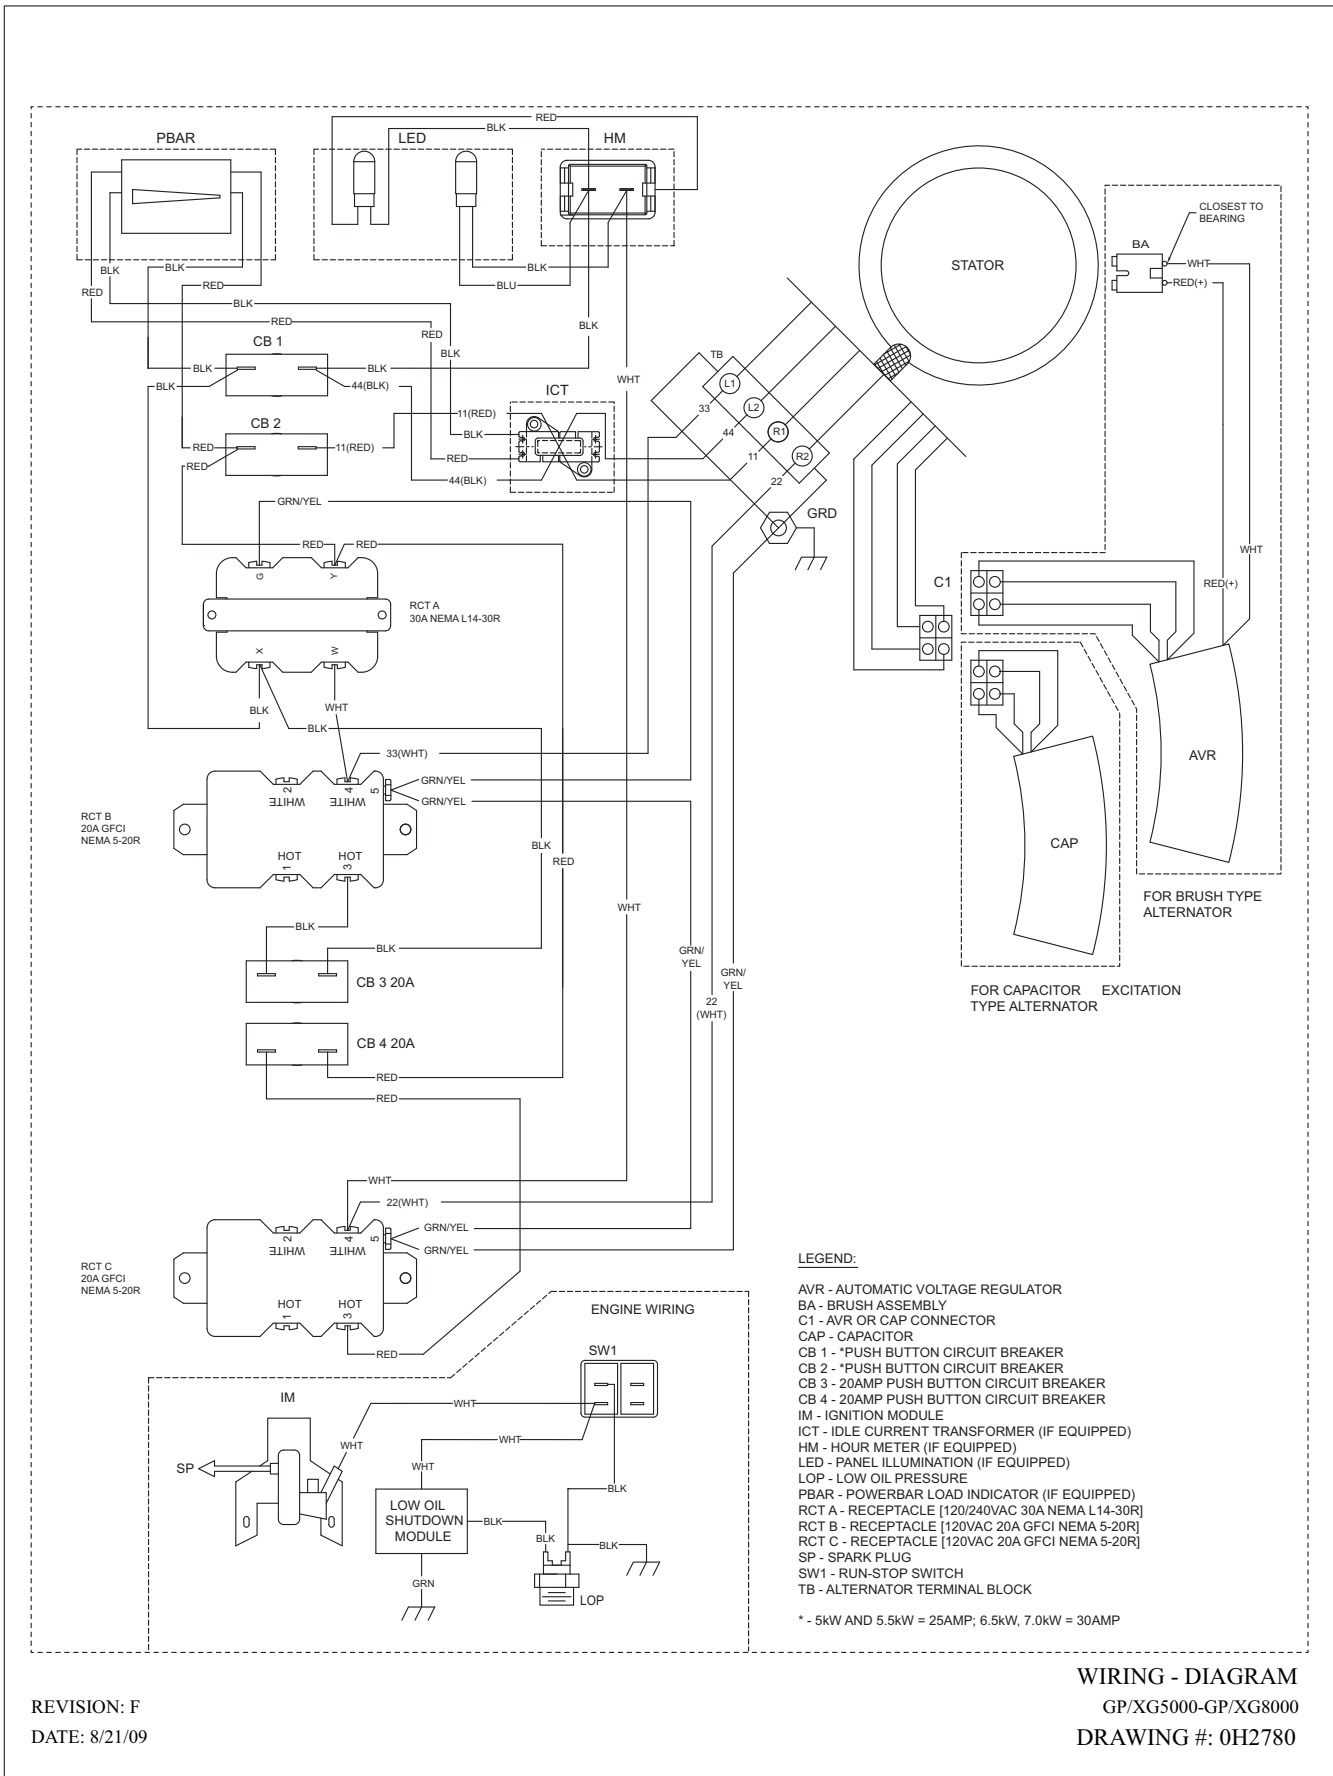 PBAR
LED
HM
RED
BLK
STATOR
CLOSEST TO
BEARING
BA
WHT
RED(+)
BLK
BLK
RED
RED
BLK
BLU
BLK
RED
RED
BLK
BLK
WHT
CB 1
BLK
BLK
BLK
44(BLK)
TB
L1
L2
R1
R2
33
44
11
22
ICT
11(RED)
BLK
RED
44(BLK)
CB 2
RED
11(RED)
RED
GRN/YEL
GRD
RED
RED
G
Y
X
W
RCT A
30A NEMA L14-30R
C1
WHT
RED(+)
BLK
WHT
BLK
33(WHT)
GRN/YEL
GRN/YEL
2
WHITE
4
WHITE
5
HOT
1
HOT
3
RCT B
20A GFCI
NEMA 5-20R
BLK
RED
AVR
CAP
FOR BRUSH TYPE
ALTERNATOR
WHT
BLK
BLK
CB 3 20A
GRN/
YEL
GRN/
YEL
22
(WHT)
FOR CAPACITOR EXCITATION
TYPE ALTERNATOR
CB 4 20A
RED
RED
WHT
22(WHT)
GRN/YEL
GRN/YEL
2
WHITE
4
WHITE
5
HOT
1
HOT
3
RCT C
20A GFCI
NEMA 5-20R
RED
ENGINE WIRING
SW1
IM
WHT
WHT
WHT
WHT
SP
LOW OIL
SHUTDOWN
MODULE
BLK
BLK
BLK
BLK
GRN
LOP
LEGEND:
AVR - AUTOMATIC VOLTAGE REGULATOR
BA - BRUSH ASSEMBLY
C1 - AVR OR CAP CONNECTOR
CAP - CAPACITOR
CB 1 - *PUSH BUTTON CIRCUIT BREAKER
CB 2 - *PUSH BUTTON CIRCUIT BREAKER
CB 3 - 20AMP PUSH BUTTON CIRCUIT BREAKER
CB 4 - 20AMP PUSH BUTTON CIRCUIT BREAKER
IM - IGNITION MODULE
ICT - IDLE CURRENT TRANSFORMER (IF EQUIPPED)
HM - HOUR METER (IF EQUIPPED)
LED - PANEL ILLUMINATION (IF EQUIPPED)
LOP - LOW OIL PRESSURE
PBAR - POWERBAR LOAD INDICATOR (IF EQUIPPED)
RCT A - RECEPTACLE [120/240VAC 30A NEMA L14-30R]
RCT B - RECEPTACLE [120VAC 20A GFCI NEMA 5-20R]
RCT C - RECEPTACLE [120VAC 20A GFCI NEMA 5-20R]
SP - SPARK PLUG
SW1 - RUN-STOP SWITCH
TB - ALTERNATOR TERMINAL BLOCK
* - 5kW AND 5.5kW = 25AMP; 6.5kW, 7.0kW = 30AMP
WIRING - DIAGRAM
GP/XG5000-GP/XG8000
DRAWING #: 0H2780
REVISION: F
DATE: 8/21/09